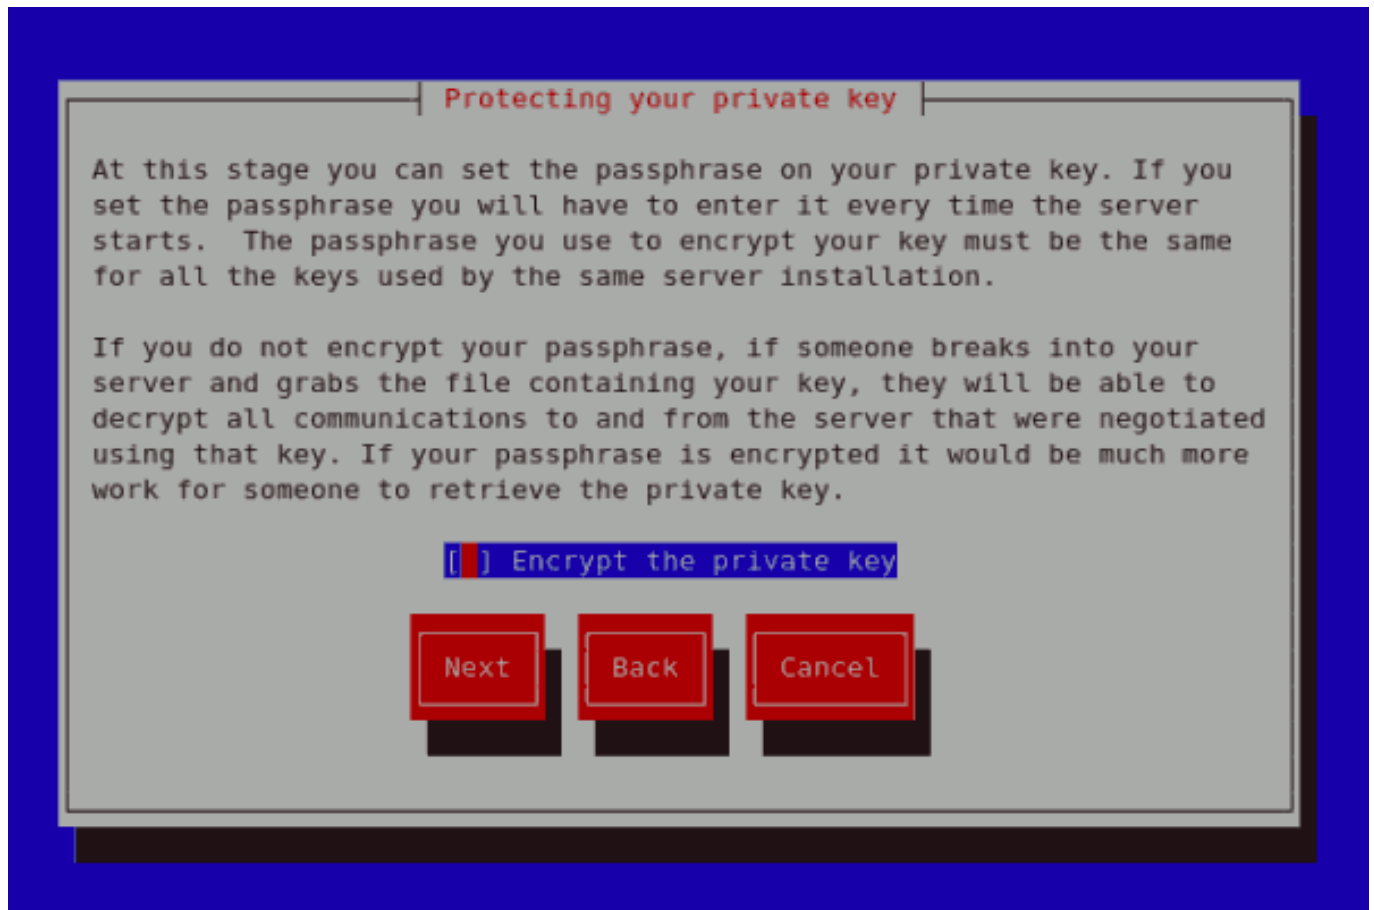 Protecting your private key
At this stage you can set the passphrase on your private key. If you
set the passphrase you will have to enter it every time the server
starts.  The passphrase you use to encrypt your key must be the same
for all the keys used by the same server installation.
If you do not encrypt your passphrase, if someone breaks into your
server and grabs the file containing your key, they will be able to
decrypt all communications to and from the server that were negotiated
using that key. If your passphrase is encrypted it would be much more
work for someone to retrieve the private key.
[ ] Encrypt the private key
Next Back Cancel